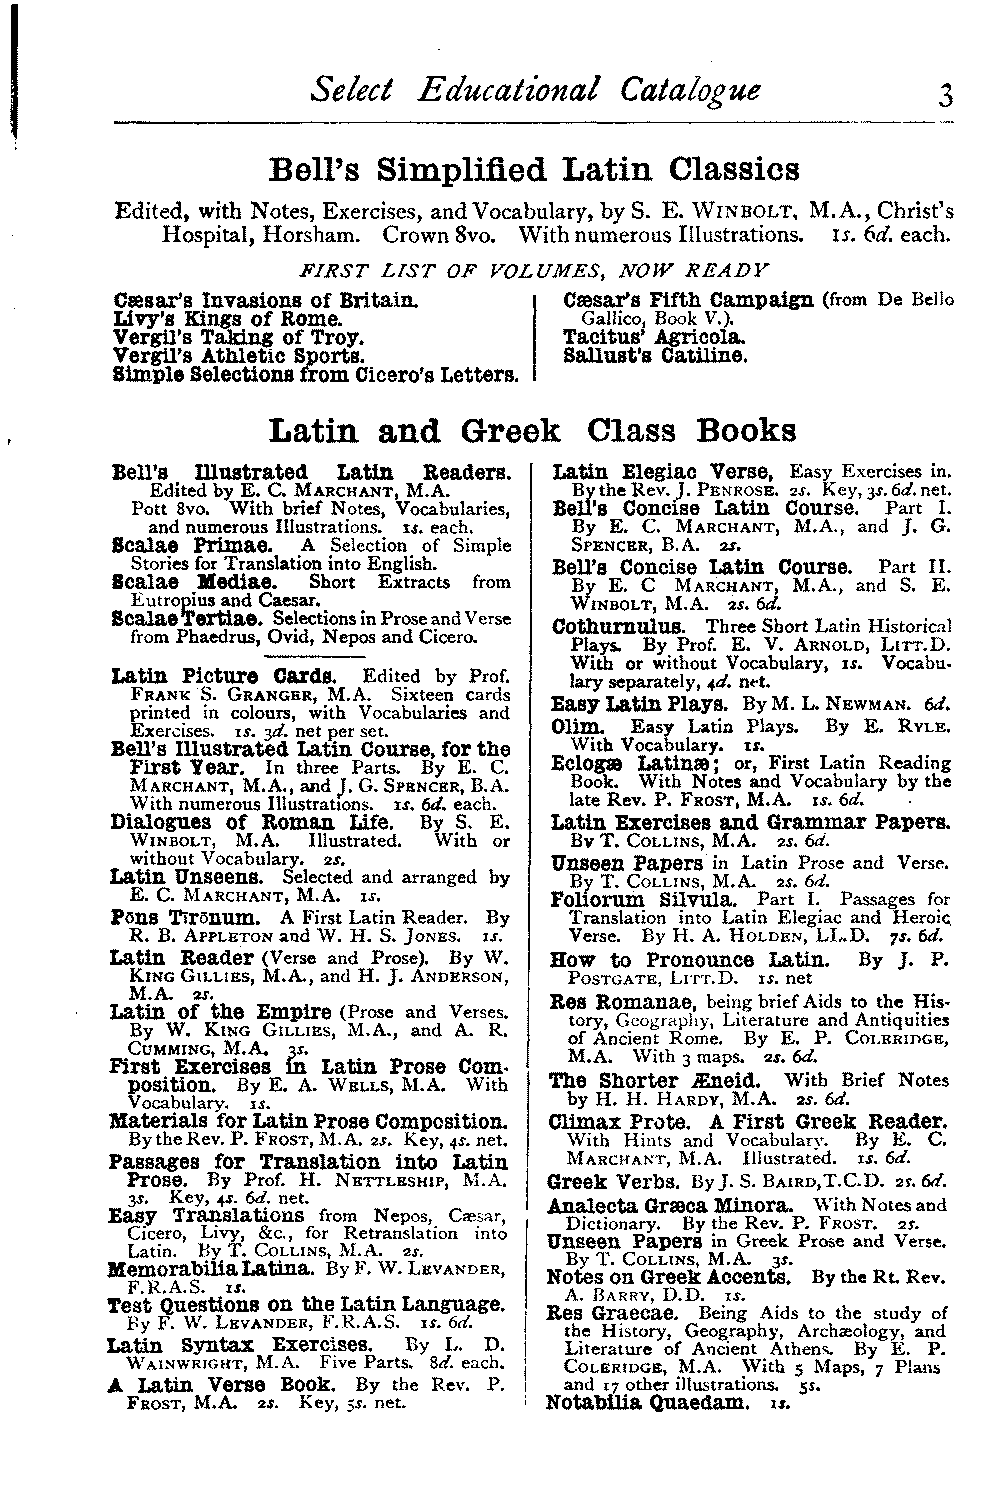 Select Educational Catalogue 3
Bell's Simplified Latin Classics
Edited, with Notes, Exercises, and Vocabulary, by S. E. WINBOLT, M.A., Christ's
Hospital, Horsham. Crown 8vo. With numerous Illustrations. 1s. 6d. each.
FIRST LIST OF VOLUMES, NOW READY
Cæsar's Invasions of Britain.
Livy's Kings of Rome.
Vergil's Taking of Troy.
Vergil's Athletic Sports.
Simple Selections from Cicero's Letters.
Cæsar's Fifth Campaign (from De Bello
Gallico, Book V.).
Tacitus' Agricola.
Sallust's Catiline.
Latin and Greek Class Books
Bell's Illustrated Latin Readers.
Edited by E. C. MARCHANT, M.A.
Pott 8vo. With brief Notes, Vocabularies,
and numerous Illustrations. 1s. each.
Scalae Primae. A Selection of Simple
Stories for Translation into English.
Scalae Mediae. Short Extracts from
Eutropius and Caesar.
Scalae Tertiae. Selections in Prose and Verse
from Phaedrus, Ovid, Nepos and Cicero.
Latin Picture Cards. Edited by Prof.
FRANK S. GRANGER, M.A. Sixteen cards
printed in colours, with Vocabularies and
Exercises. 1s. 3d. net per set.
Bell's Illustrated Latin Course, for the
First Year. In three Parts. By E. C.
MARCHANT, M.A., and J. G. SPENCER, B.A.
With numerous Illustrations. 1s. 6d. each.
Dialogues of Roman Life. By S. E.
WINBOLT, M.A. Illustrated. With or
without Vocabulary. 2s.
Latin Unseens. Selected and arranged by
E. C. MARCHANT, M.A. 1s.
Pōns Tīrōnum. A First Latin Reader. By
R. B. APPLETON and W. H. S. JONES. 1s.
Latin Reader (Verse and Prose). By W.
KING GILLIES, M.A., and H. J. ANDERSON,
M.A. 2s.
Latin of the Empire (Prose and Verses.
By W. KING GILLIES, M.A., and A. R.
CUMMING, M.A. 3s.
First Exercises in Latin Prose Com-
position. By E. A. WELLS, M.A. With
Vocabulary. 1s.
Materials for Latin Prose Composition.
By the Rev. P. FROST, M.A. 2s. Key, 4s. net.
Passages for Translation into Latin
Prose. By Prof. H. NETTLESHIP, M.A.
3s. Key, 4s. 6d. net.
Easy Translations from Nepos, Cæsar,
Cicero, Livy, &c., for Retranslation into
Latin. By T. COLLINS, M.A. 2s.
Memorabilia Latina. By F. W. LEVANDER,
F.R.A.S. 1s.
Test Questions on the Latin Language.
By F. W. LEVANDER, F.R.A.S. 1s. 6d.
Latin Syntax Exercises. By L. D.
WAINWRIGHT, M.A. Five Parts. 8d. each.
A Latin Verse Book. By the Rev. P.
FROST, M.A. 2s. Key, 5s. net.
Latin Elegiac Verse, Easy Exercises in.
By the Rev. J. PENROSE. 2s. Key, 3s. 6d. net.
Bell's Concise Latin Course. Part I.
By E. C. MARCHANT, M.A., and J. G.
SPENCER, B.A. 2s.
Bell's Concise Latin Course. Part II.
By E. C MARCHANT, M.A., and S. E.
WINBOLT, M.A. 2s. 6d.
Cothurnulus. Three Short Latin Historical
Plays. By Prof. E. V. ARNOLD, LITT.D.
With or without Vocabulary, 1s. Vocabu-
lary separately, 4d. net.
Easy Latin Plays. By M. L. NEWMAN. 6d.
Olim. Easy Latin Plays. By E. RYLE.
With Vocabulary. 1s.
Eclogæ Latinæ; or, First Latin Reading
Book. With Notes and Vocabulary by the
late Rev. P. FROST, M.A. 1s. 6d.
Latin Exercises and Grammar Papers.
By T. COLLINS, M.A. 2s. 6d.
Unseen Papers in Latin Prose and Verse.
By T. COLLINS, M.A. 2s. 6d.
Foliorum Silvula. Part I. Passages for
Translation into Latin Elegiac and Heroic
Verse. By H. A. HOLDEN, LL.D. 7s. 6d.
How to Pronounce Latin. By J. P.
POSTGATE, LITT.D. 1s. net
Res Romanae, being brief Aids to the His-
tory, Geography, Literature and Antiquities
of Ancient Rome. By E. P. COLERIDGE,
M.A. With 3 maps. 2s. 6d.
The Shorter Æneid. With Brief Notes
by H. H. HARDY, M.A. 2s. 6d.
Climax Prote. A First Greek Reader.
With Hints and Vocabulary. By E. C.
MARCHANT, M.A. Illustrated. 1s. 6d.
Greek Verbs. By J. S. BAIRD, T.C.D. 2s. 6d.
Analecta Græca Minora. With Notes and
Dictionary. By the Rev. P. FROST. 2s.
Unseen Papers in Greek Prose and Verse.
By T. COLLINS, M.A. 3s.
Notes on Greek Accents. By the Rt. Rev.
A. BARRY, D.D. 1s.
Res Graecae. Being Aids to the study of
the History, Geography, Archæology, and
Literature of Ancient Athens. By E. P.
COLERIDGE, M.A. With 5 Maps, 7 Plans
and 17 other illustrations. 5s.
Notabilia Quaedam. 1s.